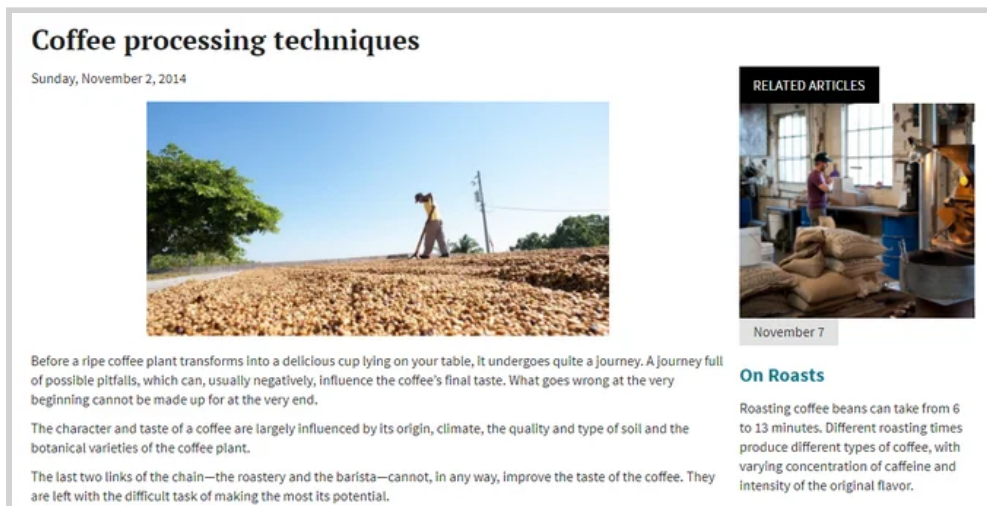 Coffee processing techniques
Sunday, November 2, 2014
Before a ripe coffee plant transforms into a delicious cup lying on your table, it undergoes quite a journey. A journey full
of possible pitfalls, which can, usually negatively, influence the coffee's final taste. What goes wrong at the very
beginning cannot be made up for at the very end.
The character and taste of a coffee are largely influenced by its origin, climate, the quality and type of soil and the
botanical varieties of the coffee plant.
The last two links of the chain—the roastery and the barista—cannot, in any way, improve the taste of the coffee. They
are left with the difficult task of making the most its potential.
RELATED ARTICLES
November 7
On Roasts
Roasting coffee beans can take from 6
to 13 minutes. Different roasting times
produce different types of coffee, with
varying concentration of caffeine and
intensity of the original flavor.